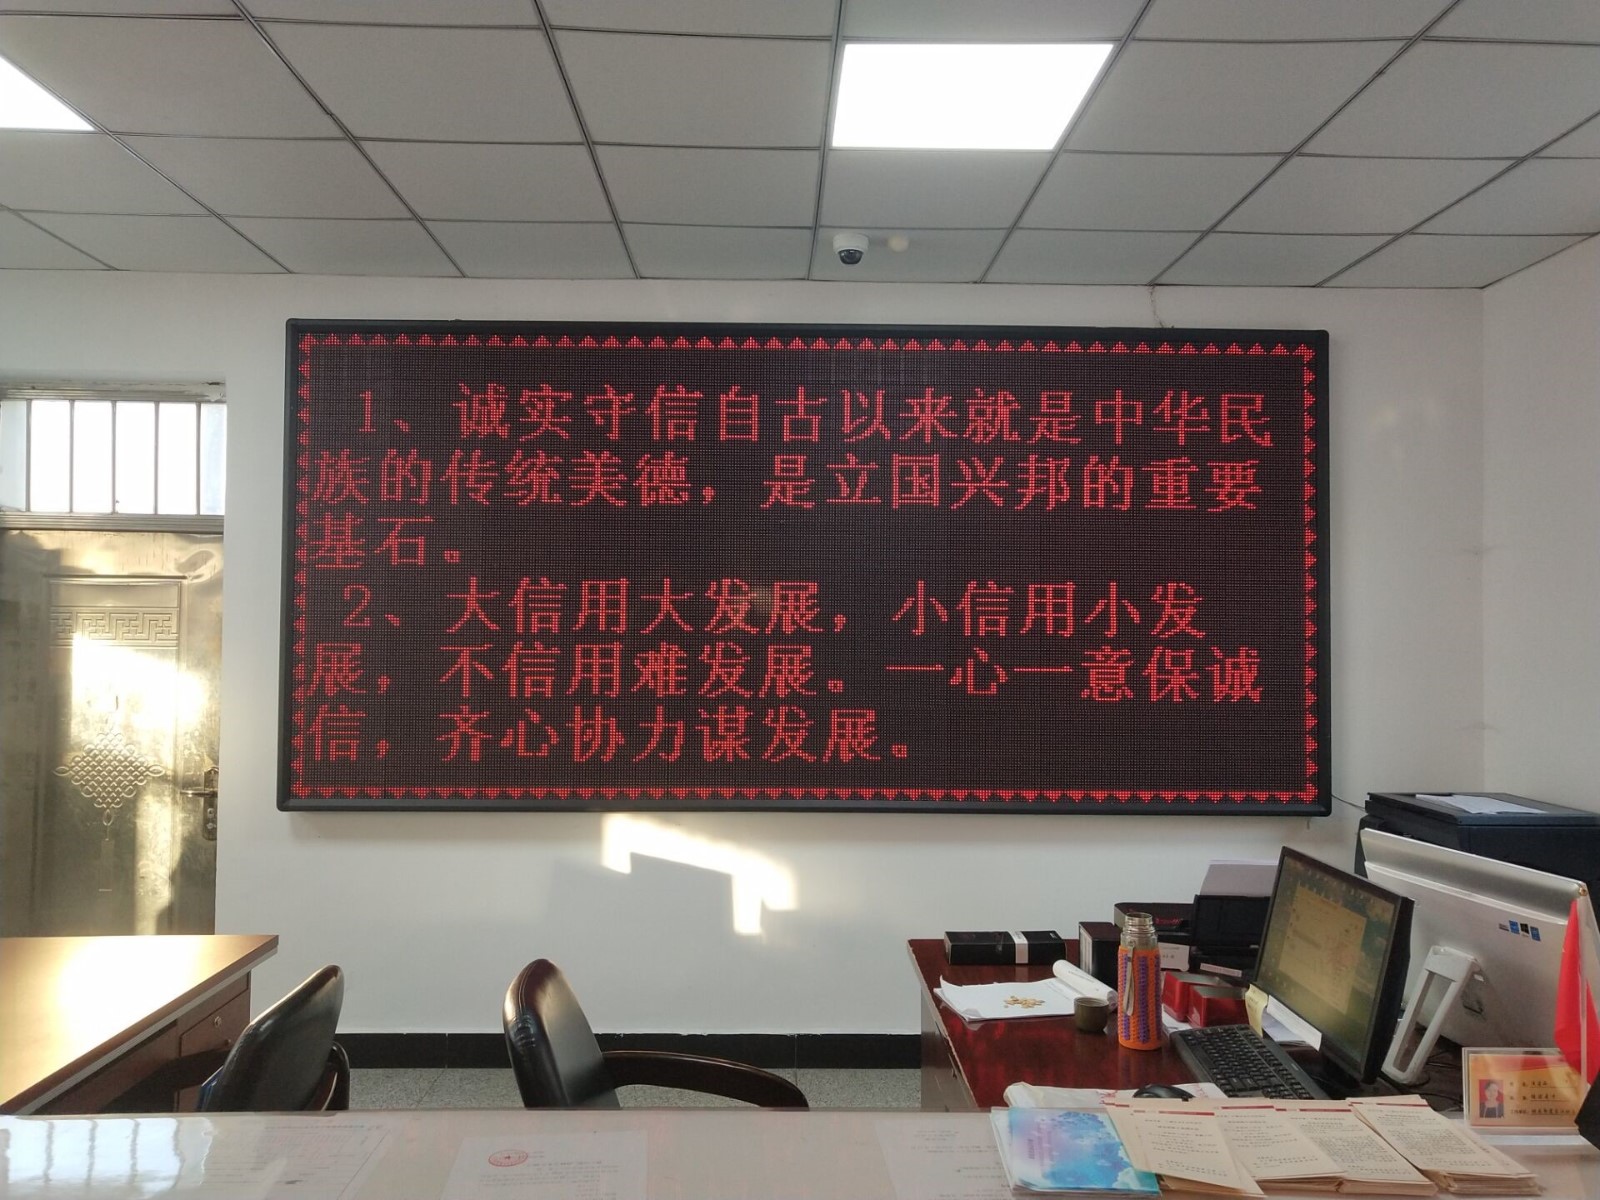 1、诚实守信自古以来就是中华民
族的传统美德，是立国兴邦的重要
基石。
2、大信用大发展，小信用小发
展，不信用难发展。一心一意保诚
信，齐心协力谋发展。